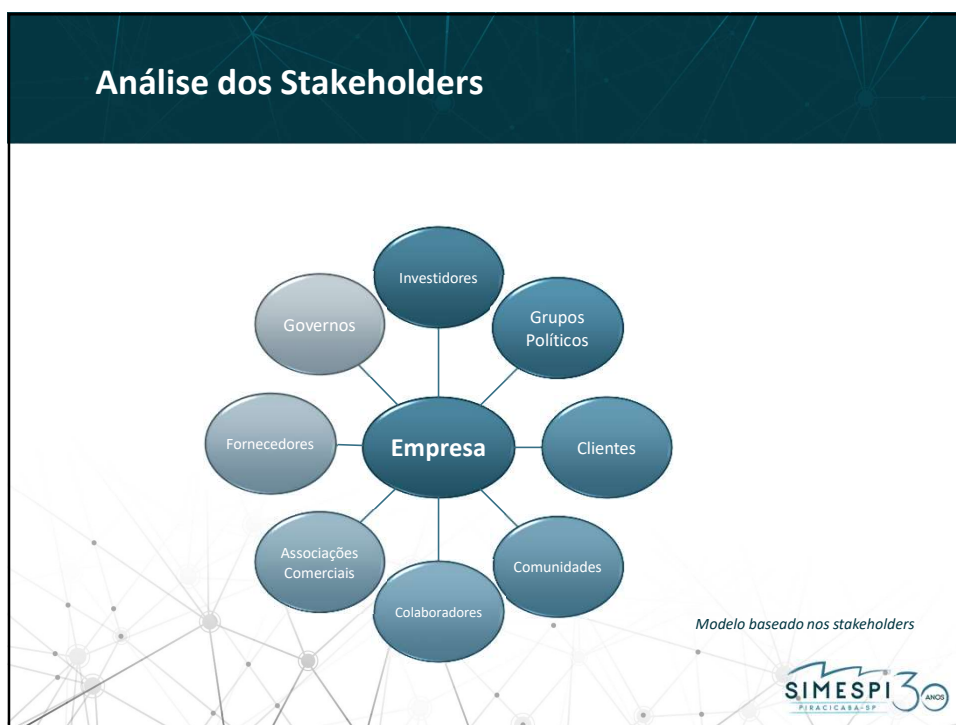 Análise dos Stakeholders
Investidores
Governos
Grupos
Políticos
Fornecedores
Empresa
Clientes
Associações
Comerciais
Comunidades
Colaboradores
Modelo baseado nos stakeholders
SIMESPI 30 ANOS
PIRACICABA-SP